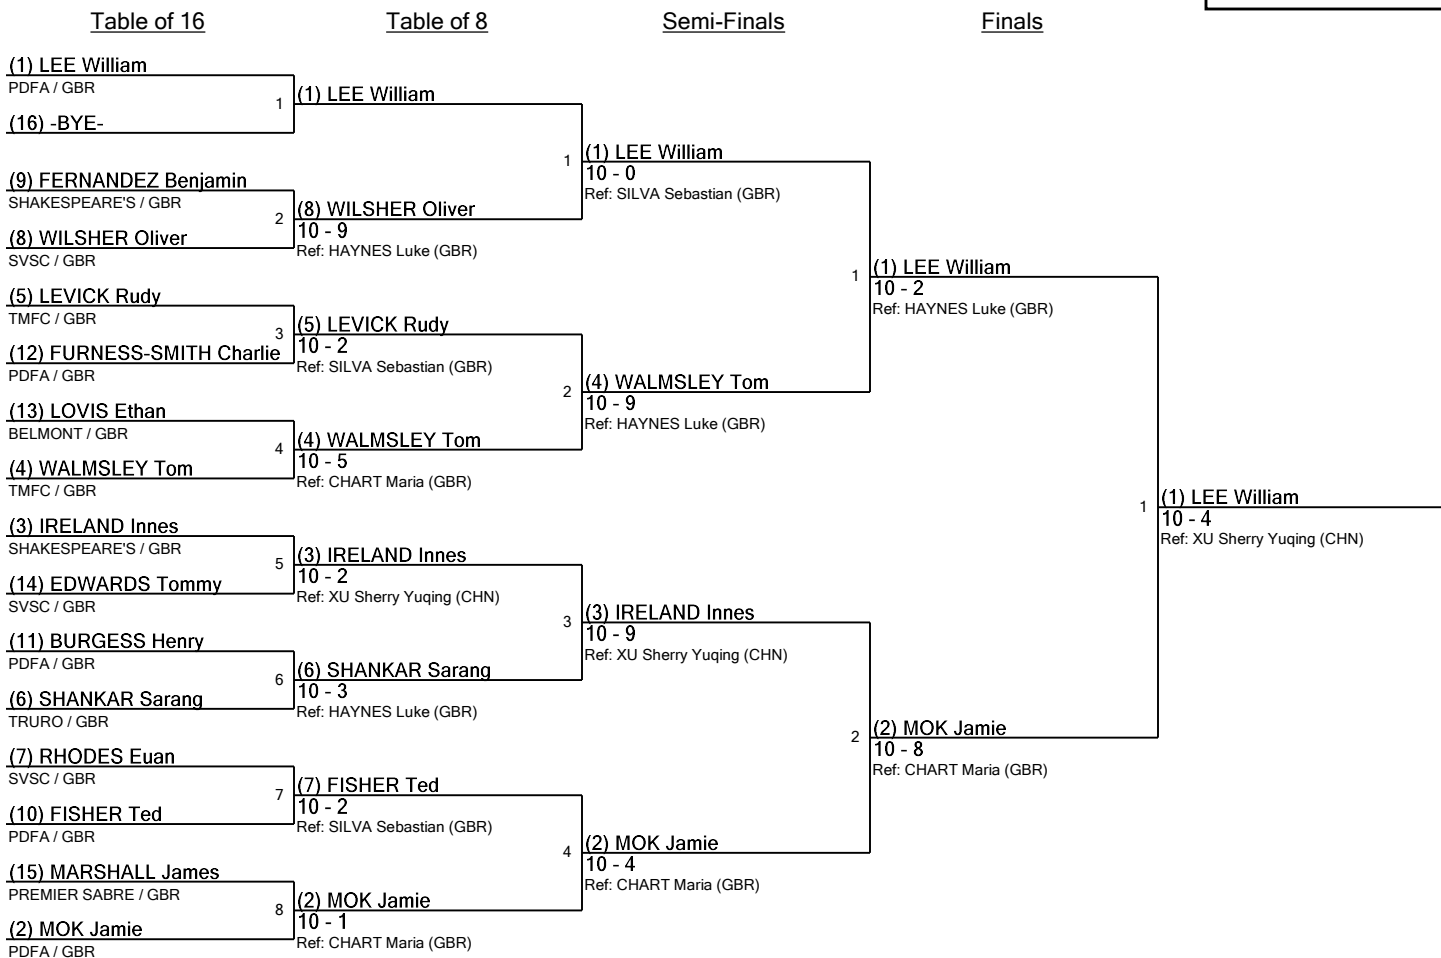 Table of 16
Table of 8
Semi-Finals
Finals
(1) LEE William
PDFA / GBR
(16) -BYE-
1
(9) FERNANDEZ Benjamin
SHAKESPEARE'S / GBR
(8) WILSHER Oliver
SVSC / GBR
2
(5) LEVICK Rudy
TMFC / GBR
(12) FURNESS-SMITH Charlie
PDFA / GBR
3
(13) LOVIS Ethan
BELMONT / GBR
(4) WALMSLEY Tom
TMFC / GBR
4
(3) IRELAND Innes
SHAKESPEARE'S / GBR
(14) EDWARDS Tommy
SVSC / GBR
5
(11) BURGESS Henry
PDFA / GBR
(6) SHANKAR Sarang
TRURO / GBR
6
(7) RHODES Euan
SVSC / GBR
(10) FISHER Ted
PDFA / GBR
7
(15) MARSHALL James
PREMIER SABRE / GBR
(2) MOK Jamie
PDFA / GBR
8
(1) LEE William
(8) WILSHER Oliver
10 - 9
Ref: HAYNES Luke (GBR)
1
(5) LEVICK Rudy
10 - 2
Ref: SILVA Sebastian (GBR)
(4) WALMSLEY Tom
10 - 5
Ref: CHART Maria (GBR)
2
(3) IRELAND Innes
10 - 2
Ref: XU Sherry Yuqing (CHN)
(6) SHANKAR Sarang
10 - 3
Ref: HAYNES Luke (GBR)
3
(7) FISHER Ted
10 - 2
Ref: SILVA Sebastian (GBR)
(2) MOK Jamie
10 - 1
Ref: CHART Maria (GBR)
4
(1) LEE William
10 - 0
Ref: SILVA Sebastian (GBR)
(4) WALMSLEY Tom
10 - 9
Ref: HAYNES Luke (GBR)
1
(3) IRELAND Innes
10 - 9
Ref: XU Sherry Yuqing (CHN)
(2) MOK Jamie
10 - 4
Ref: CHART Maria (GBR)
2
(1) LEE William
10 - 2
Ref: HAYNES Luke (GBR)
(2) MOK Jamie
10 - 8
Ref: CHART Maria (GBR)
1
(1) LEE William
10 - 4
Ref: XU Sherry Yuqing (CHN)